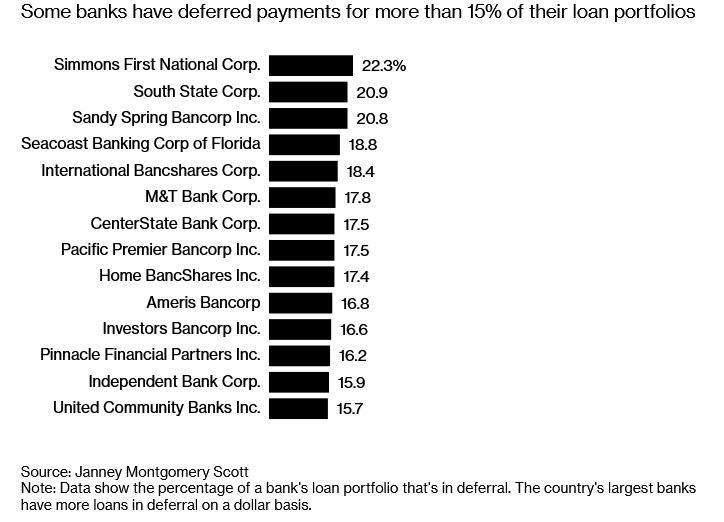 Some banks have deferred payments for more than 15% of their loan portfolios
Simmons First National Corp. 22.3%
South State Corp. 20.9
Sandy Spring Bancorp Inc. 20.8
Seacoast Banking Corp of Florida 18.8
International Bancshares Corp. 18.4
M&T Bank Corp. 17.8
CenterState Bank Corp. 17.5
Pacific Premier Bancorp Inc. 17.5
Home BancShares Inc. 17.4
Ameris Bancorp 16.8
Investors Bancorp Inc. 16.6
Pinnacle Financial Partners Inc. 16.2
Independent Bank Corp. 15.9
United Community Banks Inc. 15.7
Source: Janney Montgomery Scott
Note: Data show the percentage of a bank's loan portfolio that's in deferral. The country's largest banks
have more loans in deferral on a dollar basis.